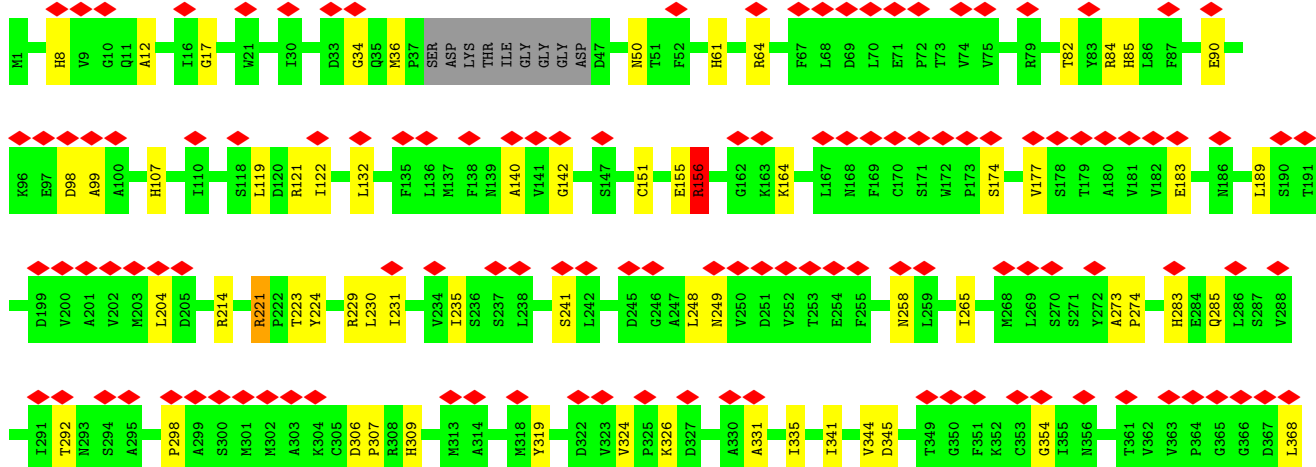 M1 H8 V9 G10 Q11 A12 I16 G17 W21 I30 D33 G34 Q35 M36 P37 SER ASP LYS THR ILE GLY GLY GLY ASP D47 N50 T51 F52 H61 R64 F67 L68 D69 L70 E71 P72 T73 V74 V75 R79 T82 Y83 R84 H85 L86 F87 E90
K96 E97 D98 A99 A100 H107 I110 S118 L119 D120 R121 I122 L132 F135 L136 M137 F138 N139 A140 V141 G142 S147 C151 E155 R156 G162 K163 K164 L167 N168 F169 C170 S171 W172 P173 S174 V177 S178 T179 A180 V181 V182 E183 N186 L189 S190 T191
D199 V200 A201 V202 M203 L204 D205 R214 R221 P222 T223 Y224 R229 L230 I231 V234 I235 S236 S237 L238 S241 L242 D245 G246 A247 L248 N249 V250 D251 V252 T253 E254 F255 N258 L259 I265 M268 L269 S270 S271 Y272 A273 P274 H283 E284 Q285 L286 S287 V288
I291 T292 N293 S294 A295 P298 A299 S300 M301 M302 A303 K304 C305 D306 P307 R308 H309 M313 A314 M318 Y319 D322 V323 V324 P325 K326 D327 A330 A331 I335 I341 V344 D345 T349 G350 F351 K352 C353 G354 I355 N356 T361 V362 V363 P364 G365 G366 D367 L368